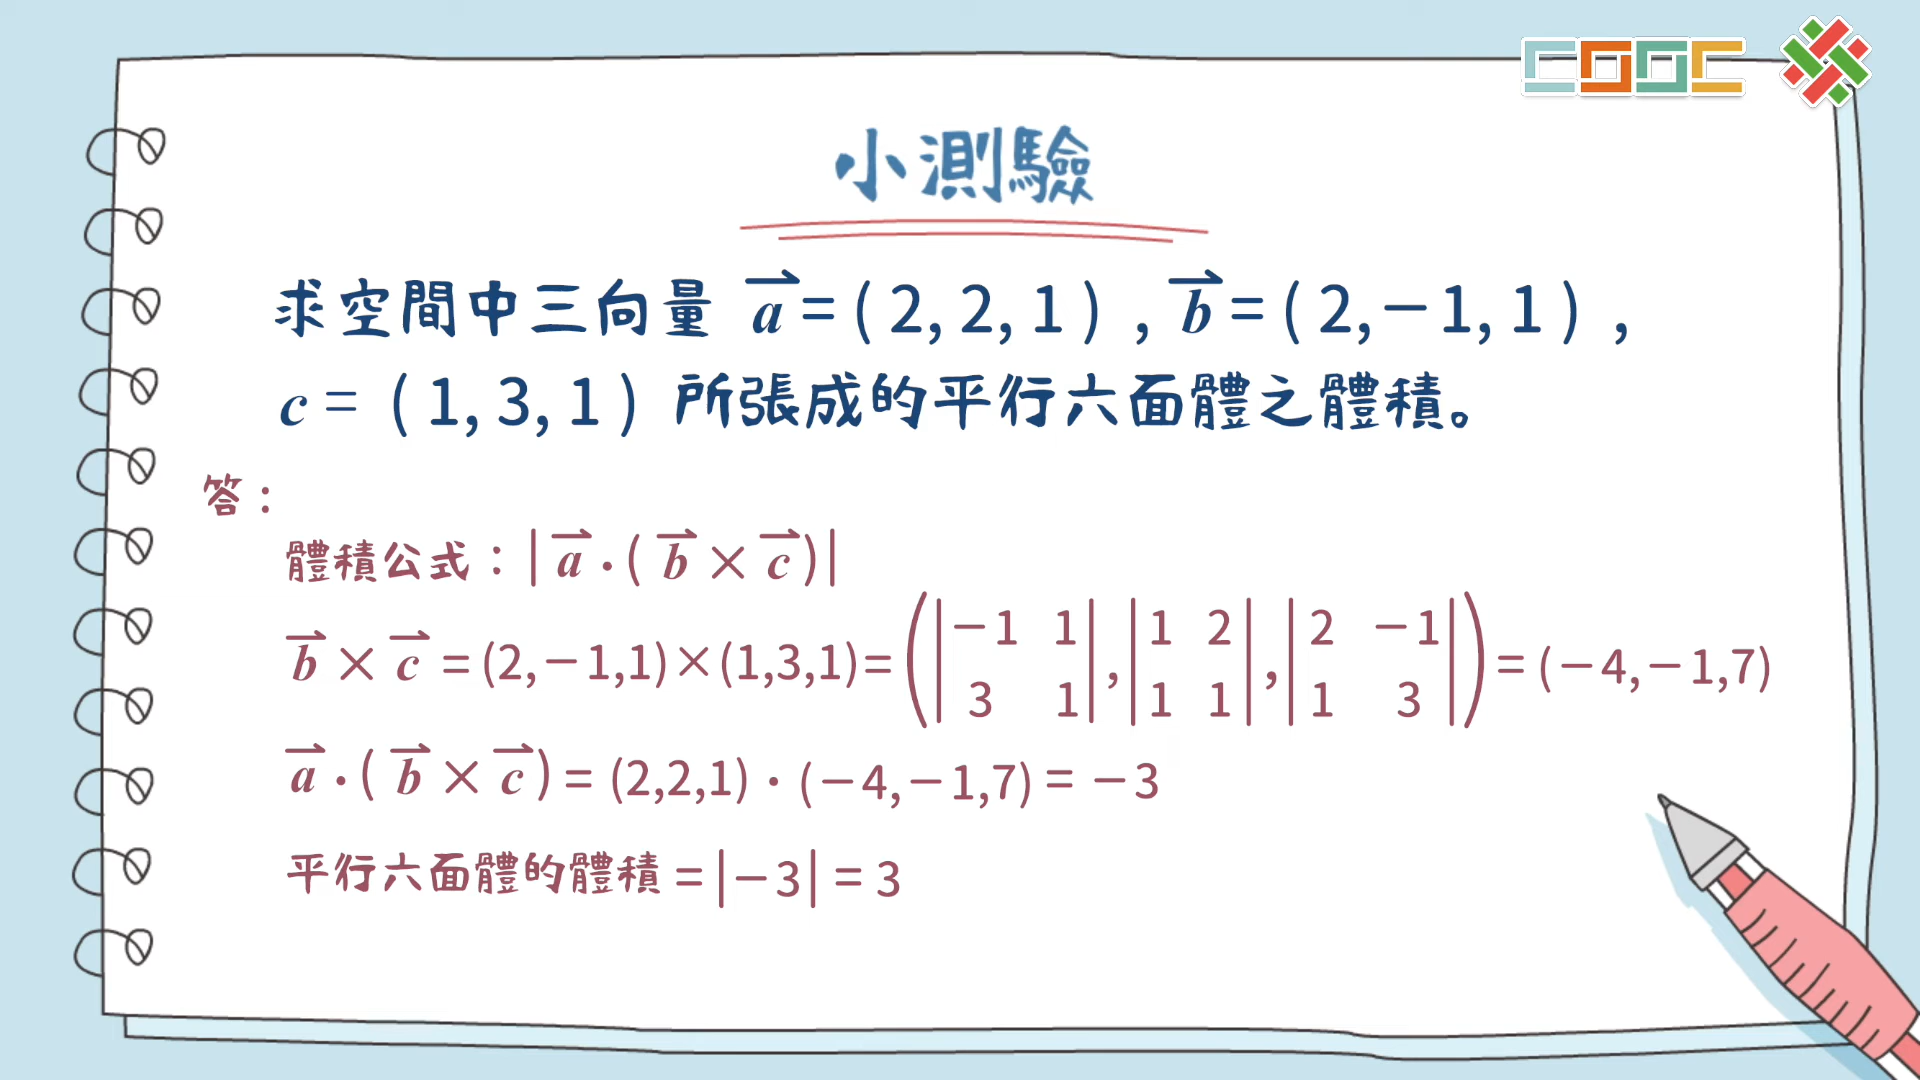 COOC
小測驗
求空間中三向量 a⃗=(2,2,1),b⃗=(2,−1,1),
c=(1,3,1)所張成的平行六面體之體積。
答:
體積公式:|a⃗・(b⃗×c⃗)|
b⃗×c⃗=(2,−1,1)×(1,3,1)=(|−1 1; 3 1|,|1 2; 1 1|,|2 −1; 1 3|)=(−4,−1,7)
a⃗・(b⃗×c⃗)=(2,2,1)・(−4,−1,7)=−3
平行六面體的體積=|−3|=3